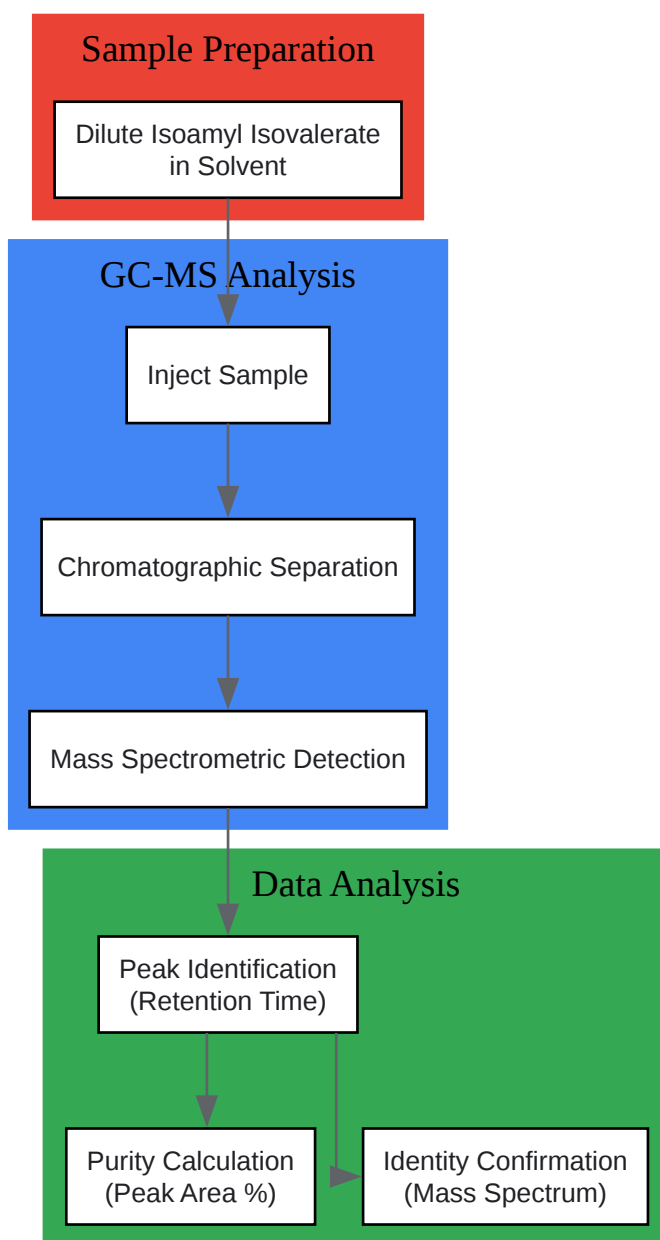 Sample Preparation
Dilute Isoamyl Isovalerate
in Solvent
GC-MS Analysis
Inject Sample
Chromatographic Separation
Mass Spectrometric Detection
Data Analysis
Peak Identification
(Retention Time)
Purity Calculation
(Peak Area %)
Identity Confirmation
(Mass Spectrum)